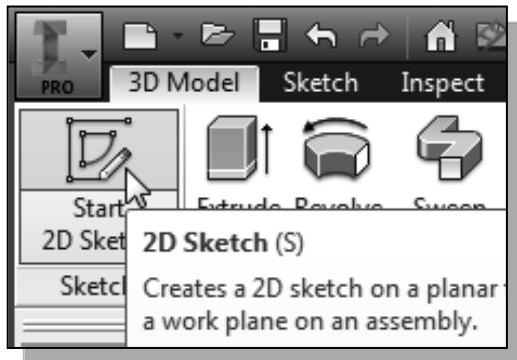 PRO
3D Model Sketch Inspect
Start
2D Sket
Extrude Revolve Sweep
Sketc
2D Sketch (S)
Creates a 2D sketch on a planar
a work plane on an assembly.